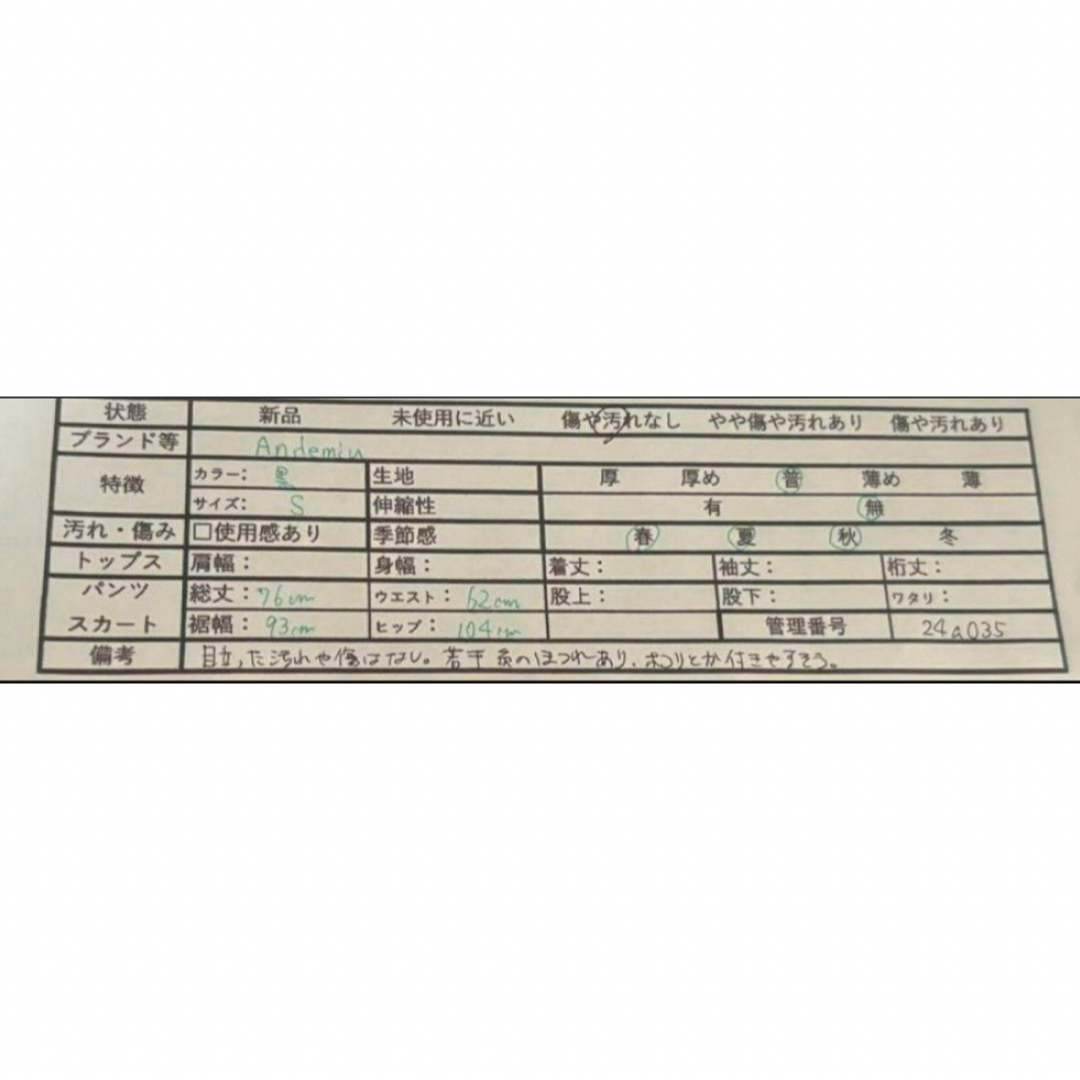 状態 新品 未使用に近い 傷や汚れなし やや傷や汚れあり 傷や汚れあり
ブランド等 Andemiu
特徴 カラー：黒 生地 厚 厚め 普 薄め 薄
サイズ：S 伸縮性 有 無
汚れ・傷み □使用感あり 季節感 春 夏 秋 冬
トップス 肩幅： 身幅： 着丈： 袖丈： 桁丈：
パンツ 総丈：76cm ウエスト：62cm 股上： 股下： ワタリ：
スカート 裾幅：93cm ヒップ：104cm 管理番号 24a035
備考 目立った汚れや傷はなし。若干 のほつれあり、ホコリとか付きやすそう。